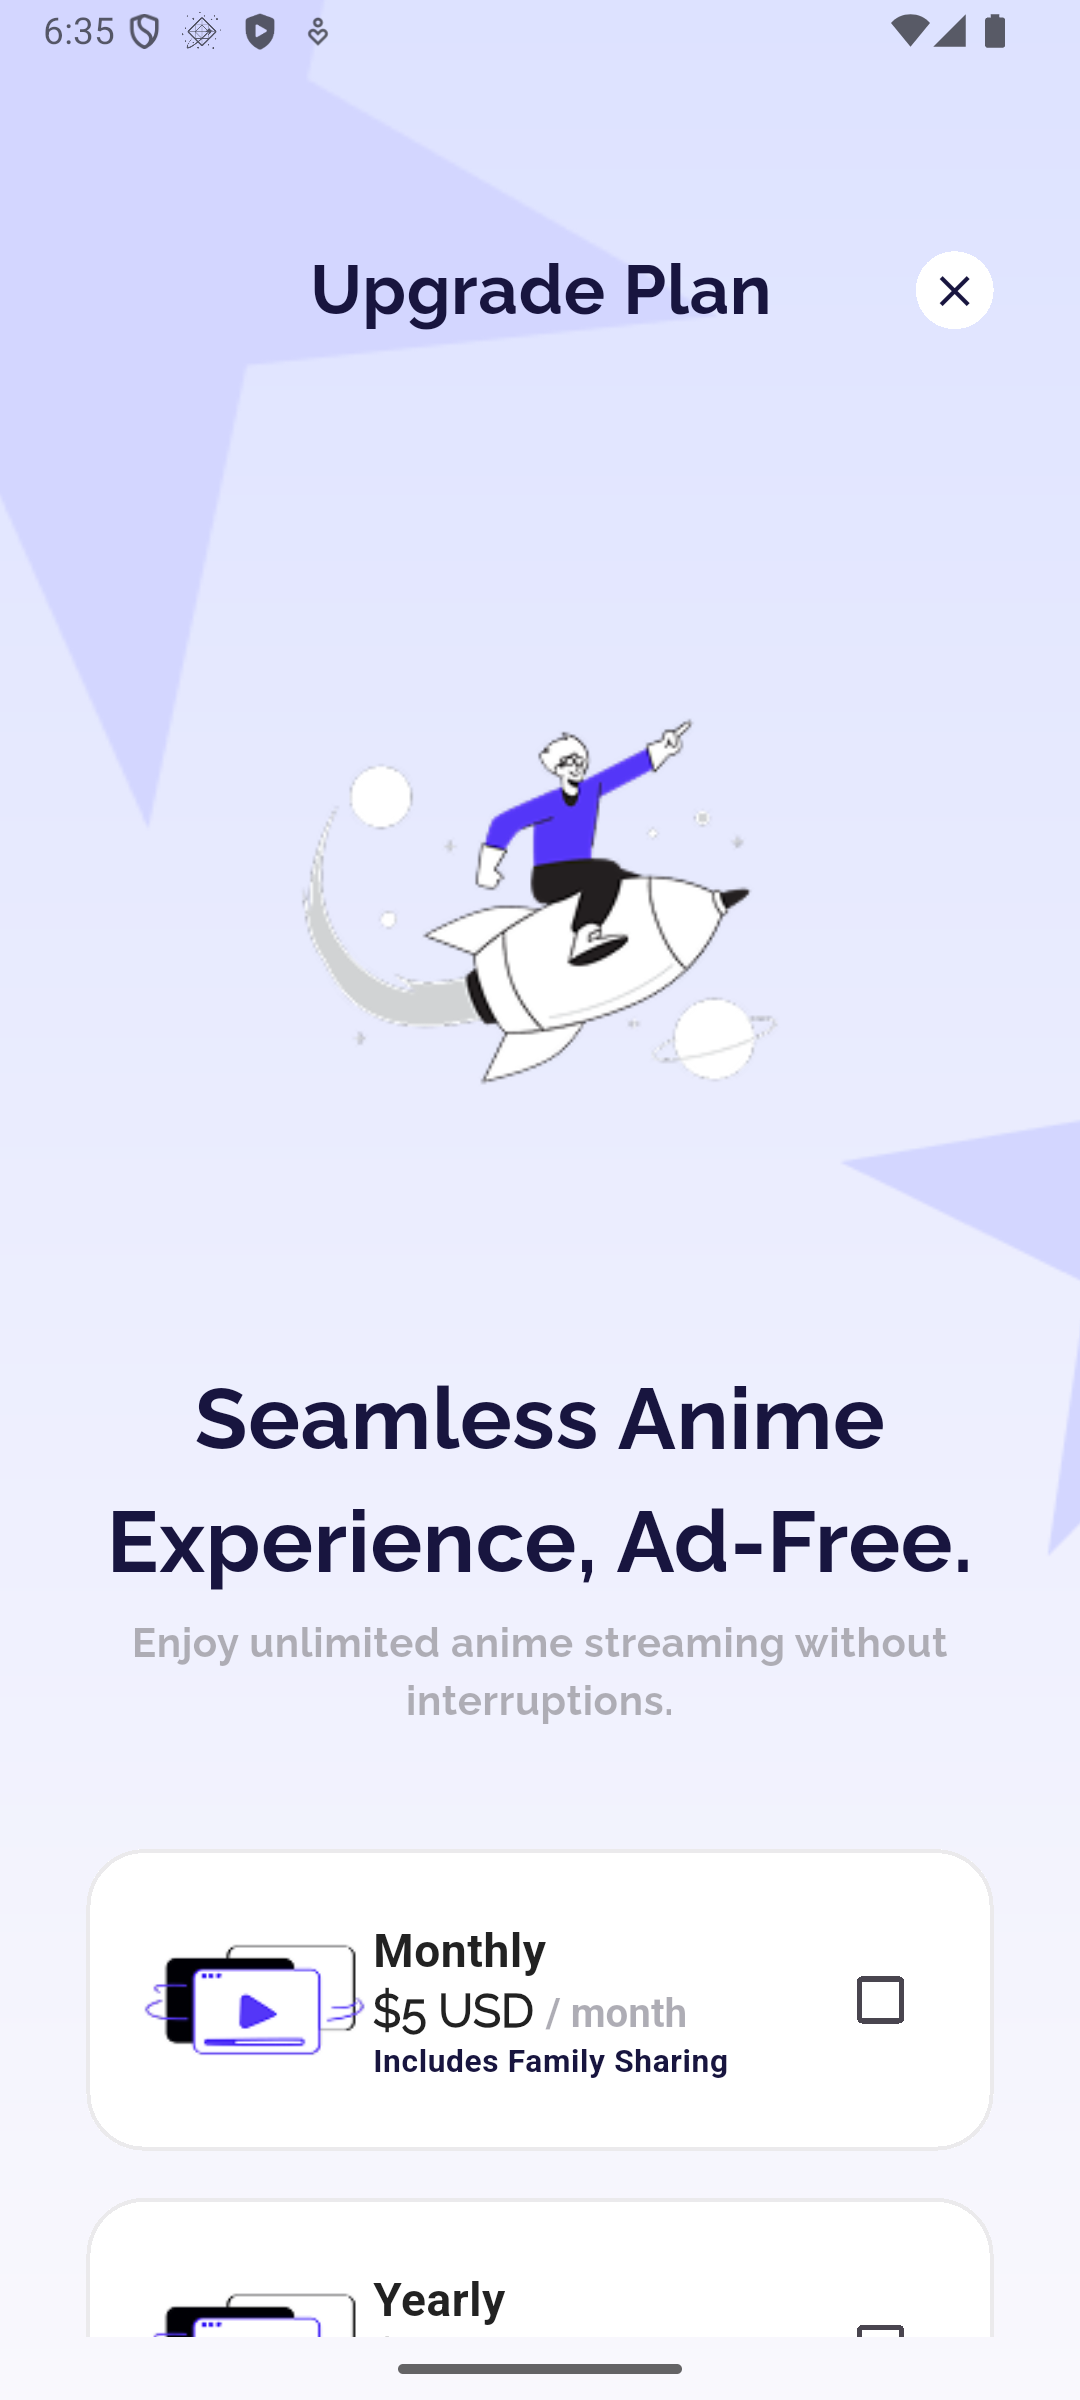 6:35
Upgrade Plan
Seamless Anime
Experience, Ad-Free.
Enjoy unlimited anime streaming without
interruptions.
Monthly
$5 USD / month
Includes Family Sharing
Yearly